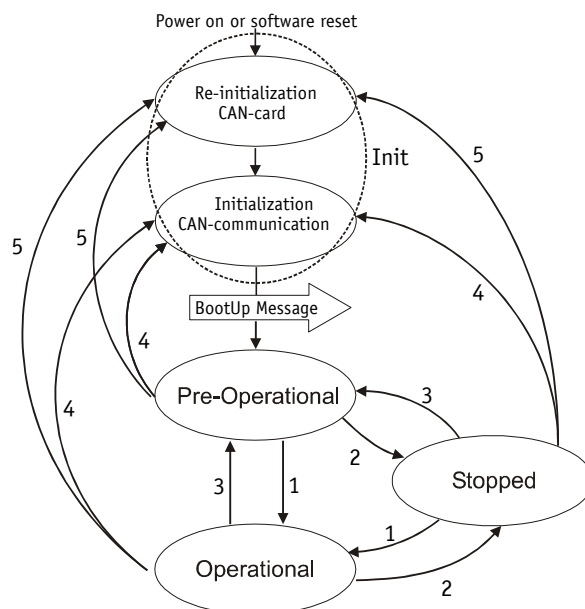 Power on or software reset
Re-initialization
CAN-card
5
5
Init
Initialization
CAN-communication
5
5
4
BootUp Message
4
4
3
Pre-Operational
2
3
1
Stopped
1
Operational
2